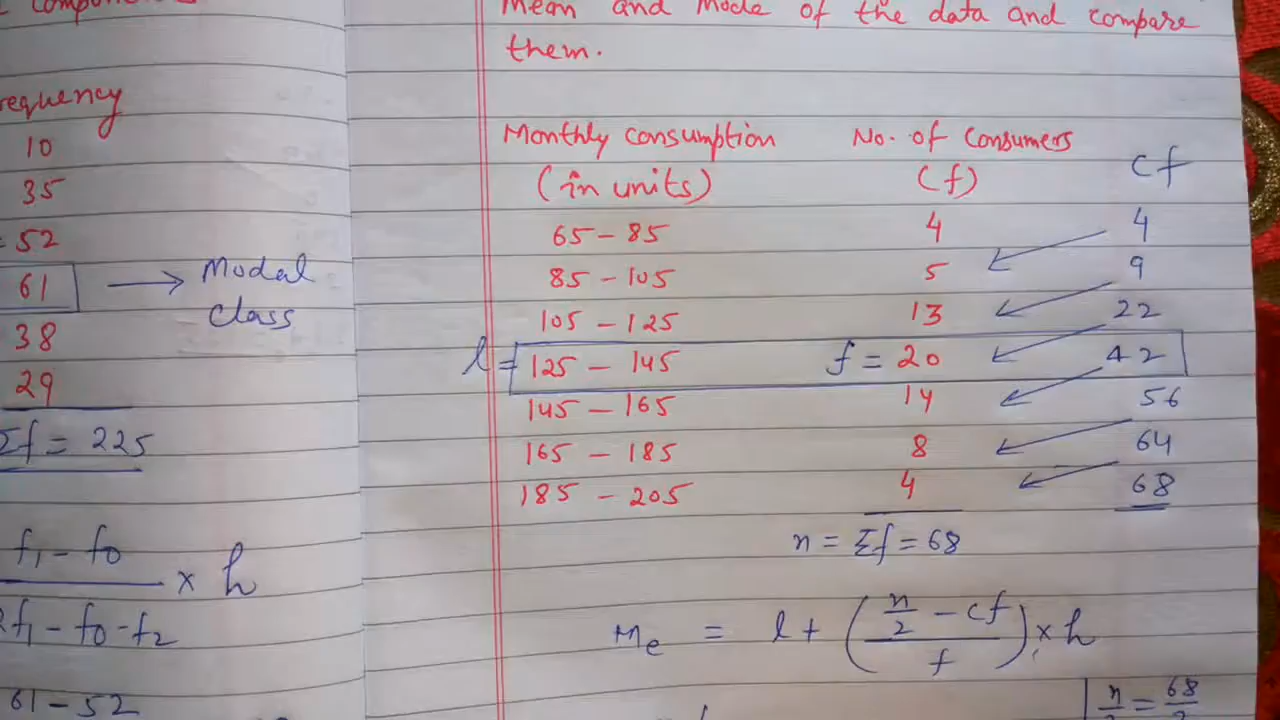 requency
10
35
= 52
61 → Modal class
38
29
Σf = 225
f₁ - f₀
× h
2f₁ - f₀ - f₂
61 - 52
Mean and Mode of the data and compare
them.
Monthly consumption No. of Consumers cf
(in units) (f)
65 - 85 4 4
85 - 105 5 9
105 - 125 13 22
l = 125 - 145 f = 20 42
145 - 165 14 56
165 - 185 8 64
185 - 205 4 68
n = Σf = 68
Me = l + (n/2 - cf / f) × h
n/2 = 68/2